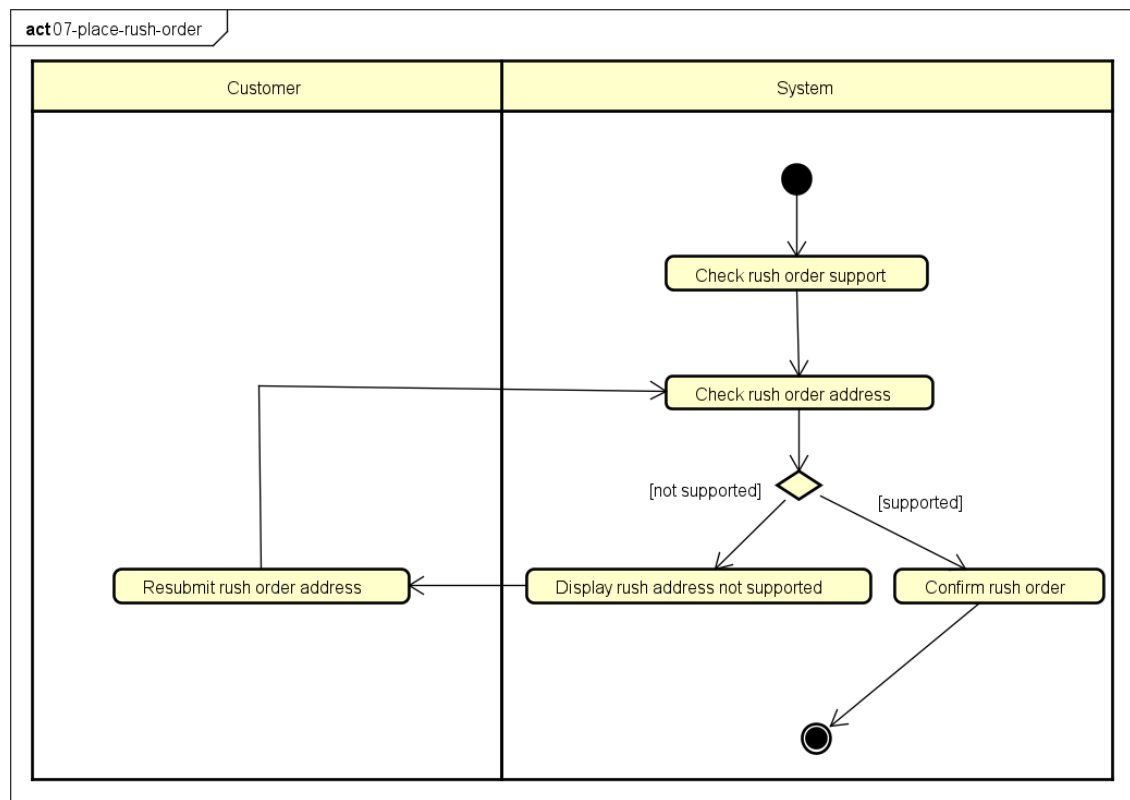 act 07-place-rush-order
Customer
System
Check rush order support
Check rush order address
[not supported]
[supported]
Resubmit rush order address
Display rush address not supported
Confirm rush order